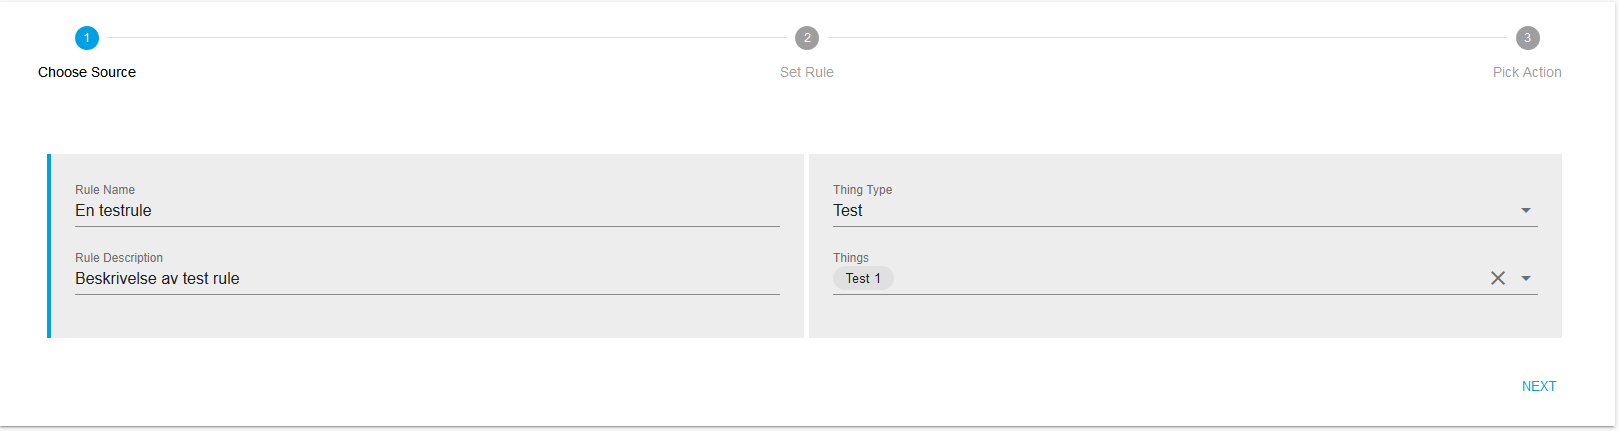 1
2
3
Choose Source
Set Rule
Pick Action
Rule Name
En testrule
Rule Description
Beskrivelse av test rule
Thing Type
Test
Things
Test 1
NEXT